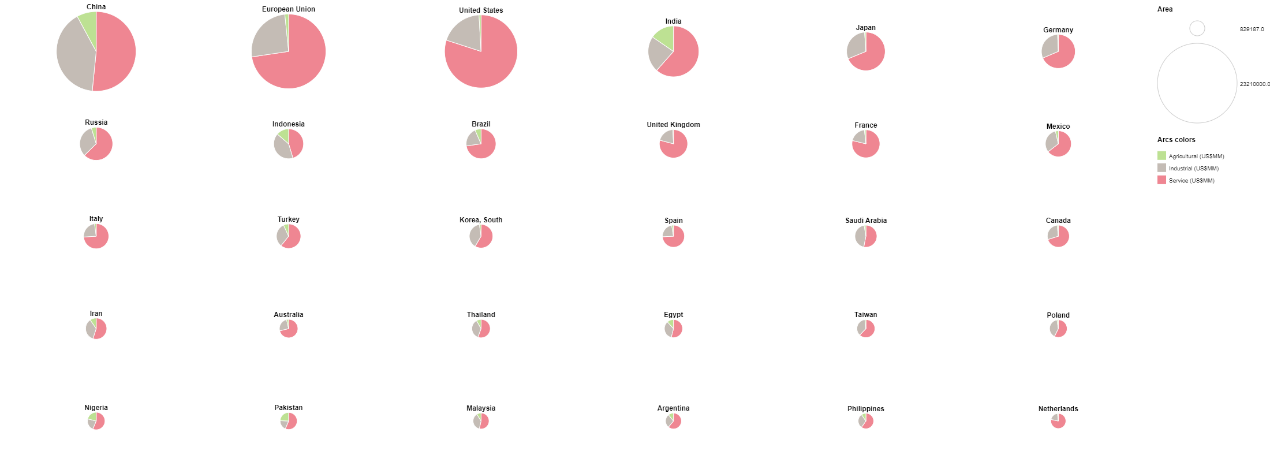 China
European Union
United States
India
Japan
Germany
Russia
Indonesia
Brazil
United Kingdom
France
Mexico
Italy
Turkey
Korea, South
Spain
Saudi Arabia
Canada
Iran
Australia
Thailand
Egypt
Taiwan
Poland
Nigeria
Pakistan
Malaysia
Argentina
Philippines
Netherlands
Area
929187.0
23210000.0
Arcs colors
Agricultural (US$MM)
Industrial (US$MM)
Service (US$MM)